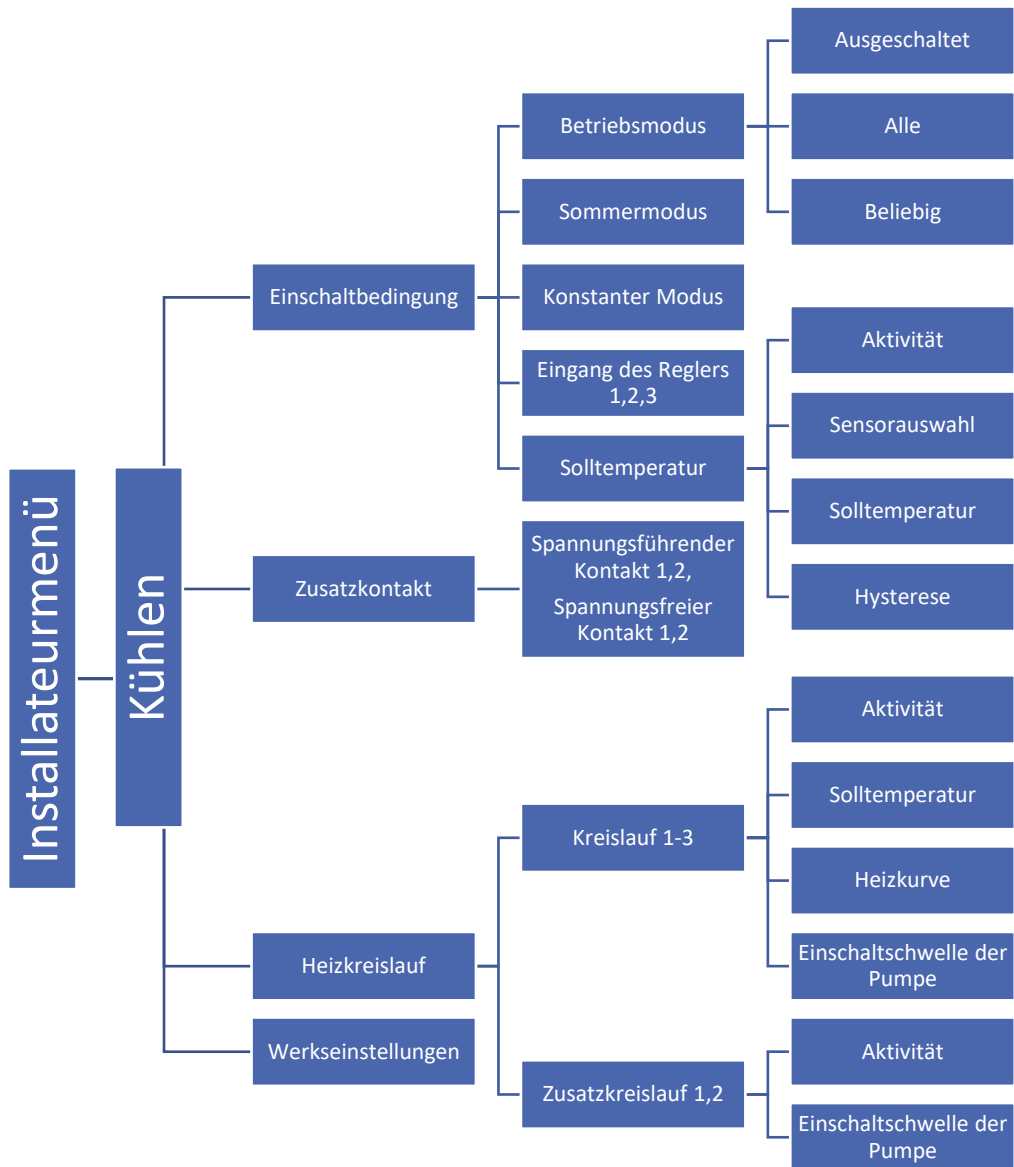 Installateurmenü
Kühlen
Einschaltbedingung
Betriebsmodus
Ausgeschaltet
Alle
Beliebig
Sommermodus
Konstanter Modus
Eingang des Reglers
1,2,3
Solltemperatur
Aktivität
Sensorauswahl
Solltemperatur
Hysterese
Zusatzkontakt
Spannungsführender
Kontakt 1,2,
Spannungsfreier
Kontakt 1,2
Heizkreislauf
Kreislauf 1-3
Aktivität
Solltemperatur
Heizkurve
Einschaltschwelle der
Pumpe
Zusatzkreislauf 1,2
Aktivität
Einschaltschwelle der
Pumpe
Werkseinstellungen